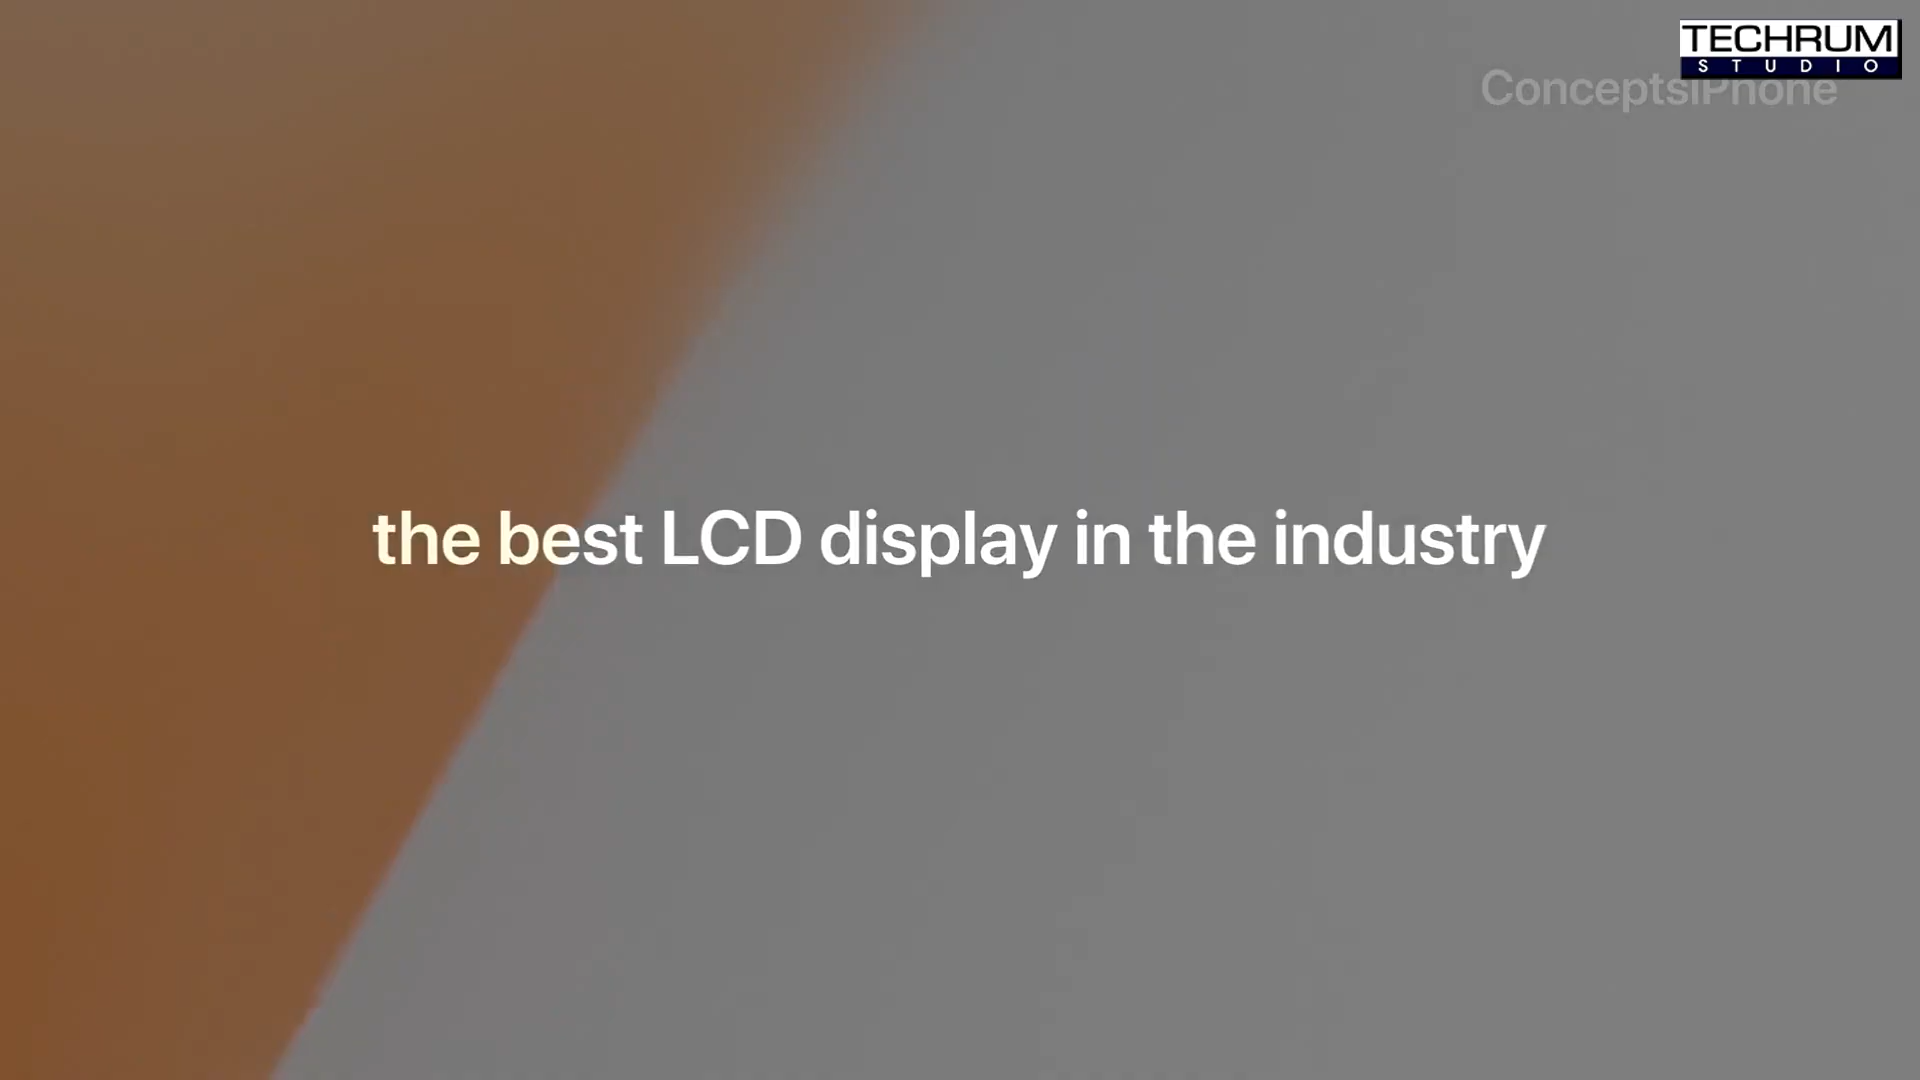 TECHRUM
STUDIO
ConceptsiPhone
the best LCD display in the industry